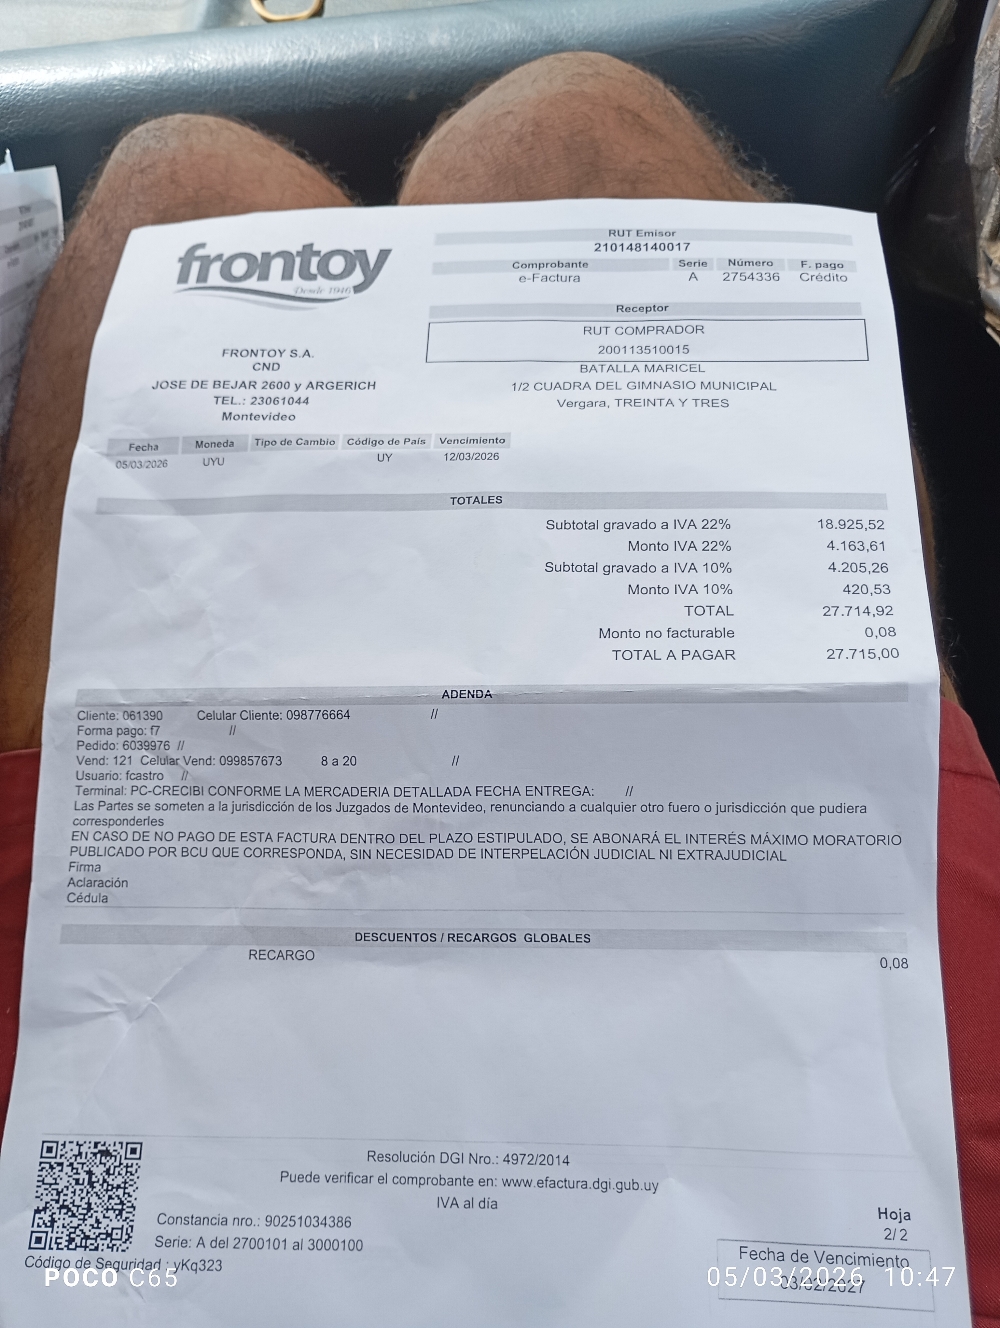 frontoy
Desde 1946
RUT Emisor
210148140017
Comprobante Serie Número F. pago
e-Factura A 2754336 Crédito
Receptor
RUT COMPRADOR
200113510015
BATALLA MARICEL
1/2 CUADRA DEL GIMNASIO MUNICIPAL
Vergara, TREINTA Y TRES
FRONTOY S.A.
CND
JOSE DE BEJAR 2600 y ARGERICH
TEL.: 23061044
Montevideo
Fecha Moneda Tipo de Cambio Código de País Vencimiento
05/03/2026 UYU UY 12/03/2026
TOTALES
Subtotal gravado a IVA 22% 18.925,52
Monto IVA 22% 4.163,61
Subtotal gravado a IVA 10% 4.205,26
Monto IVA 10% 420,53
TOTAL 27.714,92
Monto no facturable 0,08
TOTAL A PAGAR 27.715,00
ADENDA
Cliente: 061390 Celular Cliente: 098776664 //
Forma pago: f7 //
Pedido: 6039976 //
Vend: 121 Celular Vend: 099857673 8 a 20 //
Usuario: fcastro //
Terminal: PC-CRECIBI CONFORME LA MERCADERIA DETALLADA FECHA ENTREGA: //
Las Partes se someten a la jurisdicción de los Juzgados de Montevideo, renunciando a cualquier otro fuero o jurisdicción que pudiera
corresponderles
EN CASO DE NO PAGO DE ESTA FACTURA DENTRO DEL PLAZO ESTIPULADO, SE ABONARÁ EL INTERÉS MÁXIMO MORATORIO
PUBLICADO POR BCU QUE CORRESPONDA, SIN NECESIDAD DE INTERPELACIÓN JUDICIAL NI EXTRAJUDICIAL
Firma
Aclaración
Cédula
DESCUENTOS / RECARGOS GLOBALES
RECARGO 0,08
Resolución DGI Nro.: 4972/2014
Puede verificar el comprobante en: www.efactura.dgi.gub.uy
IVA al día
Constancia nro.: 90251034386
Serie: A del 2700101 al 3000100
Código de Seguridad : yKq323
Hoja
2/2
Fecha de Vencimiento
03/02/2027
POCO C65
05/03/2026 10:47